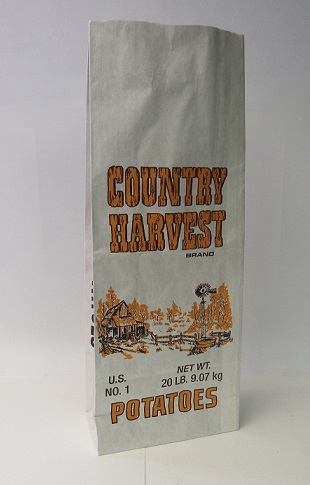 COUNTRY
HARVEST
BRAND
U.S.
NO. 1
NET WT.
20 LB. 9.07 kg
POTATOES